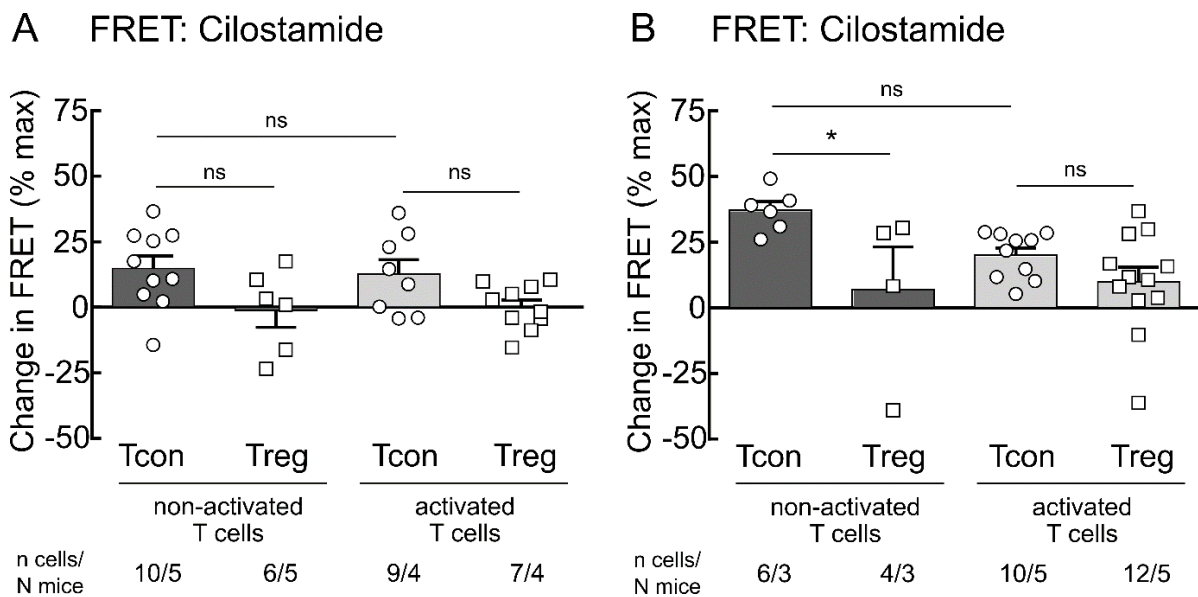 A FRET: Cilostamide
Change in FRET (% max)
75
50
25
0
-25
-50
ns
ns
ns
Tcon Treg Tcon Treg
non-activated
T cells
activated
T cells
n cells/
N mice
10/5 6/5 9/4 7/4
B FRET: Cilostamide
Change in FRET (% max)
75
50
25
0
-25
-50
ns
*
ns
Tcon Treg Tcon Treg
non-activated
T cells
activated
T cells
n cells/
N mice
6/3 4/3 10/5 12/5